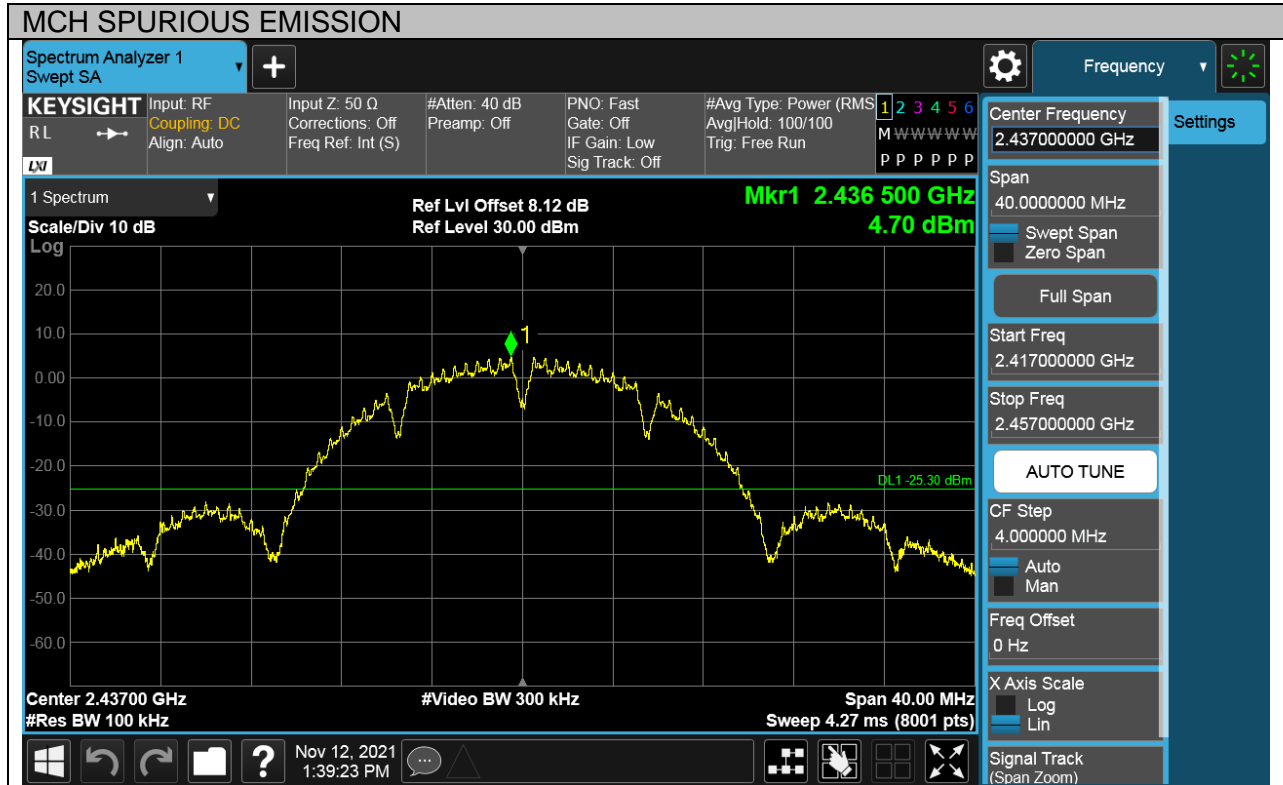 MCH SPURIOUS EMISSION
Spectrum Analyzer 1
Swept SA
+
Frequency
KEYSIGHT
RL
LXI
Input: RF
Coupling: DC
Align: Auto
Input Z: 50 Ω
Corrections: Off
Freq Ref: Int (S)
#Atten: 40 dB
Preamp: Off
PNO: Fast
Gate: Off
IF Gain: Low
Sig Track: Off
#Avg Type: Power (RMS
Avg|Hold: 100/100
Trig: Free Run
1 2 3 4 5 6
M W W W W W
P P P P P P
1 Spectrum
Scale/Div 10 dB
Ref Lvl Offset 8.12 dB
Ref Level 30.00 dBm
Mkr1 2.436 500 GHz
4.70 dBm
Log
20.0
10.0
0.00
-10.0
-20.0
-30.0
-40.0
-50.0
-60.0
1
DL1 -25.30 dBm
Center 2.43700 GHz
#Res BW 100 kHz
#Video BW 300 kHz
Span 40.00 MHz
Sweep 4.27 ms (8001 pts)
Center Frequency
2.437000000 GHz
Settings
Span
40.0000000 MHz
Swept Span
Zero Span
Full Span
Start Freq
2.417000000 GHz
Stop Freq
2.457000000 GHz
AUTO TUNE
CF Step
4.000000 MHz
Auto
Man
Freq Offset
0 Hz
X Axis Scale
Log
Lin
Signal Track
(Span Zoom)
?
Nov 12, 2021
1:39:23 PM